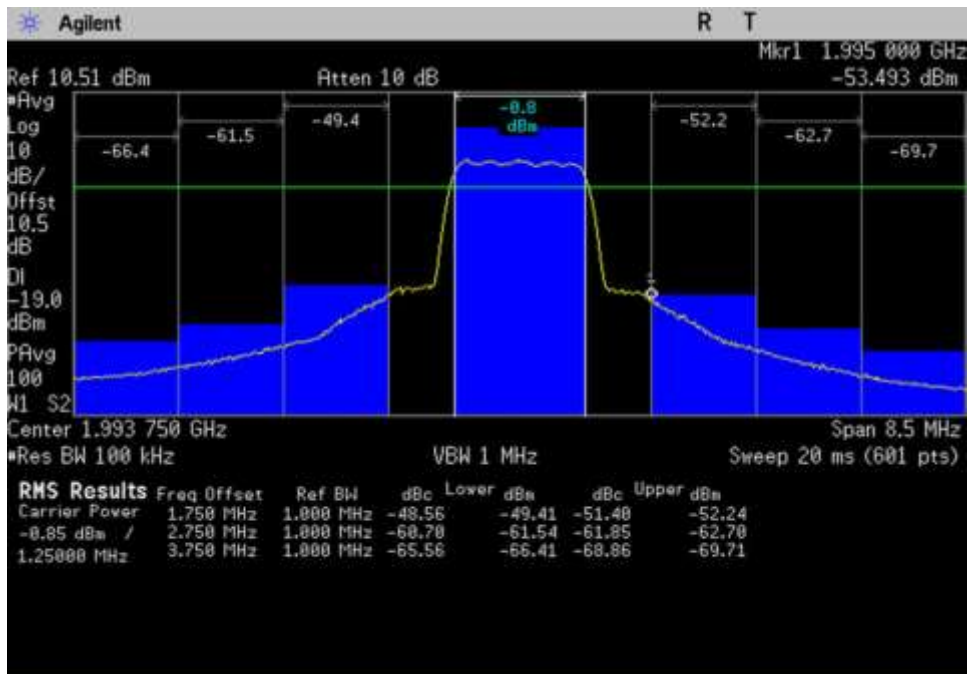 Agilent R T
Mkr1 1.995 000 GHz
Ref 10.51 dBm Atten 10 dB -53.493 dBm
#Avg
Log
10
dB/
Offst
10.5
dB
DI
-19.0
dBm
PAvg
100
W1 S2
-66.4 -61.5 -49.4 -0.8 dBm -52.2 -62.7 -69.7
1
Center 1.993 750 GHz Span 8.5 MHz
#Res BW 100 kHz VBW 1 MHz Sweep 20 ms (601 pts)
RMS Results Freq Offset Ref BW dBc Lower dBm dBc Upper dBm
Carrier Power 1.750 MHz 1.000 MHz -48.56 -49.41 -51.40 -52.24
-0.85 dBm / 2.750 MHz 1.000 MHz -60.70 -61.54 -61.85 -62.70
1.25000 MHz 3.750 MHz 1.000 MHz -65.56 -66.41 -68.86 -69.71